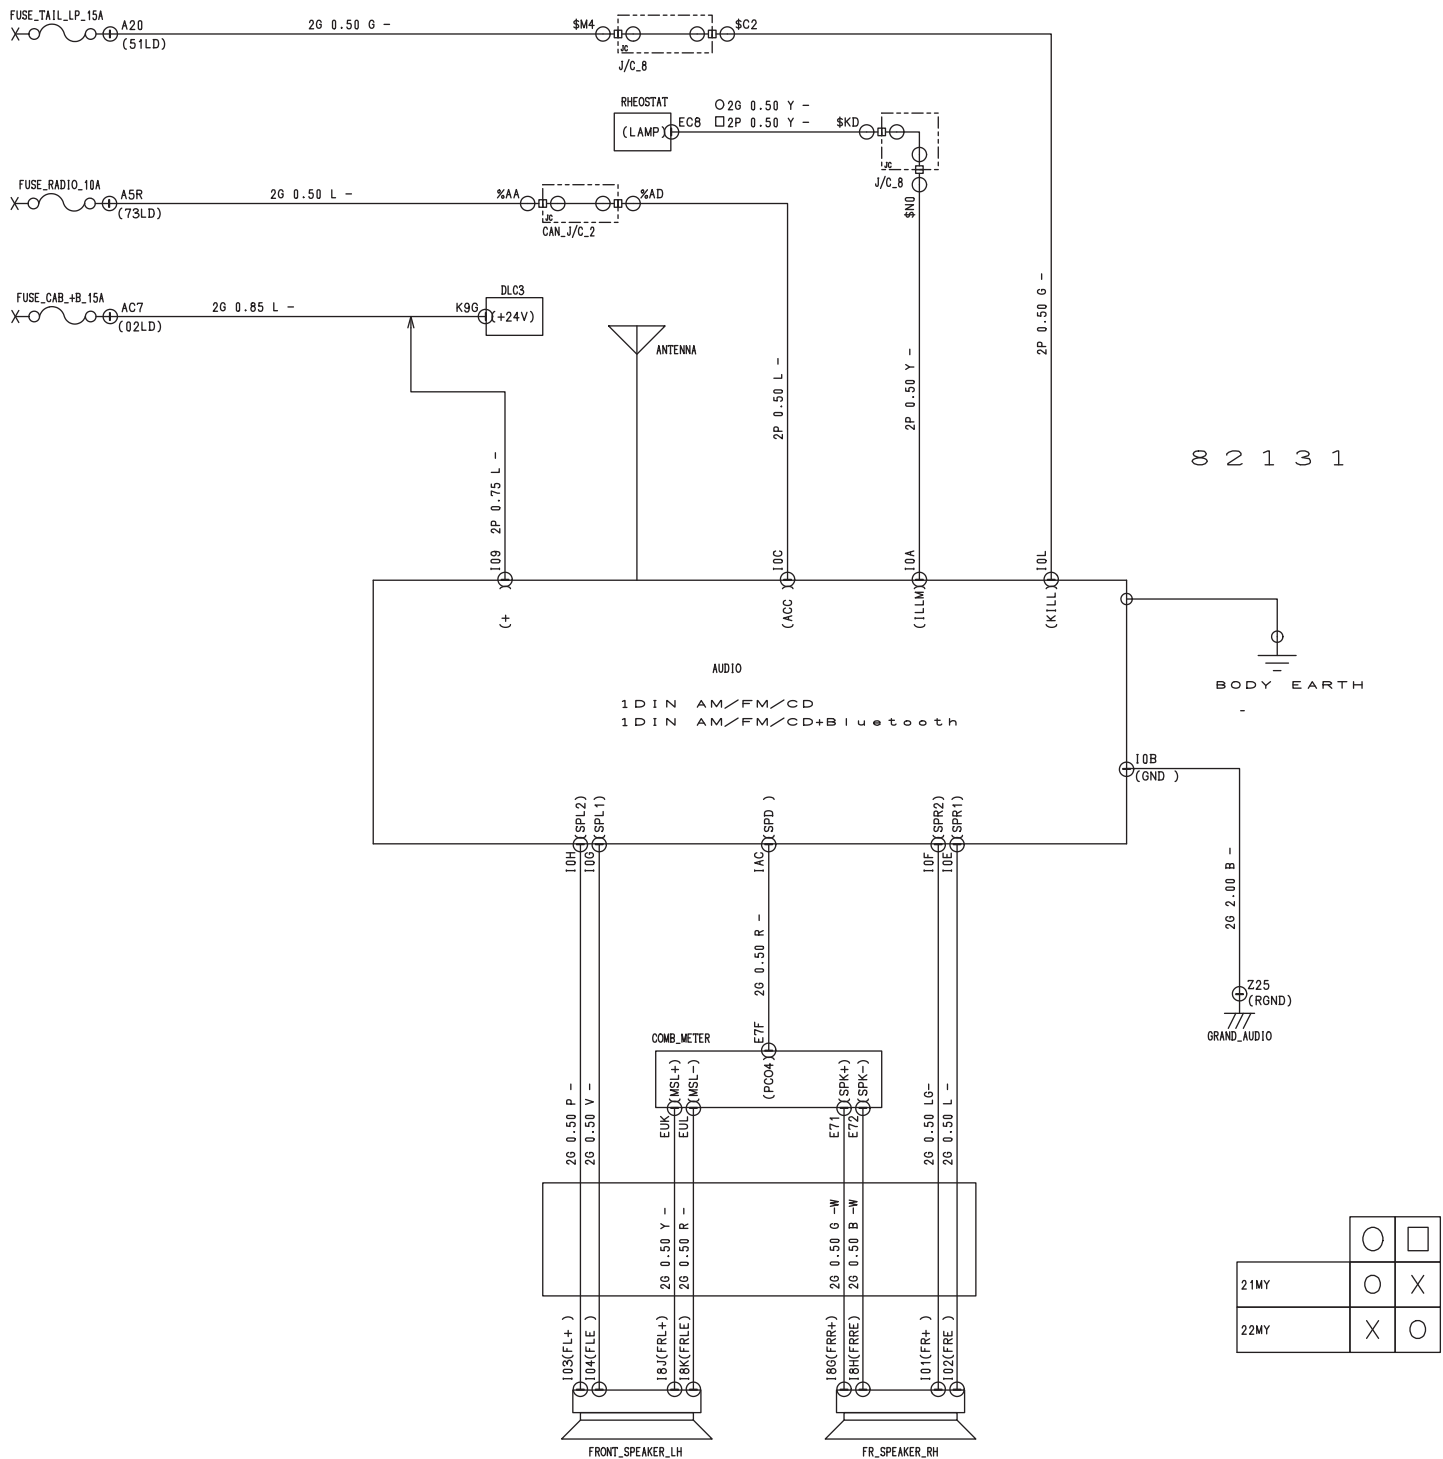 FUSE_TAIL_LP_15A
A20
(51LD)
2G 0.50 G -
$M4
JC
J/C_8
$C2
RHEOSTAT
(LAMP)
EC8
2G 0.50 Y -
2P 0.50 Y -
$KD
JC
J/C_8
$N0
FUSE_RADIO_10A
A5R
(73LD)
2G 0.50 L -
%AA
JC
CAN_J/C_2
%AD
FUSE_CAB_+B_15A
AC7
(02LD)
2G 0.85 L -
K9G
DLC3
(+24V)
ANTENNA
2P 0.75 L -
2P 0.50 L -
2P 0.50 Y -
2P 0.50 G -
82131
I09
(+ )
I0C
(ACC )
I0A
(ILLM)
I0L
(KILL)
BODY EARTH
-
AUDIO
1DIN AM/FM/CD
1DIN AM/FM/CD+Bluetooth
I0B
(GND )
2G 2.00 B -
Z25
(RGND)
GRAND_AUDIO
(SPL2)
(SPL1)
(SPD )
(SPR2)
(SPR1)
I0H
I0G
IAC
I0F
I0E
2G 0.50 R -
E7F
COMB_METER
(MSL+)
(MSL-)
(PC04)
(SPK+)
(SPK-)
EUK
EUL
E71
E72
2G 0.50 P -
2G 0.50 V -
2G 0.50 LG-
2G 0.50 L -
2G 0.50 Y -
2G 0.50 R -
2G 0.50 G -W
2G 0.50 B -W
I03(FL+ )
I04(FLE )
I8J(FRL+)
I8K(FRLE)
I8G(FRR+)
I8H(FRRE)
I01(FR+ )
I02(FRE )
FRONT_SPEAKER_LH
FR_SPEAKER_RH
21MY
22MY